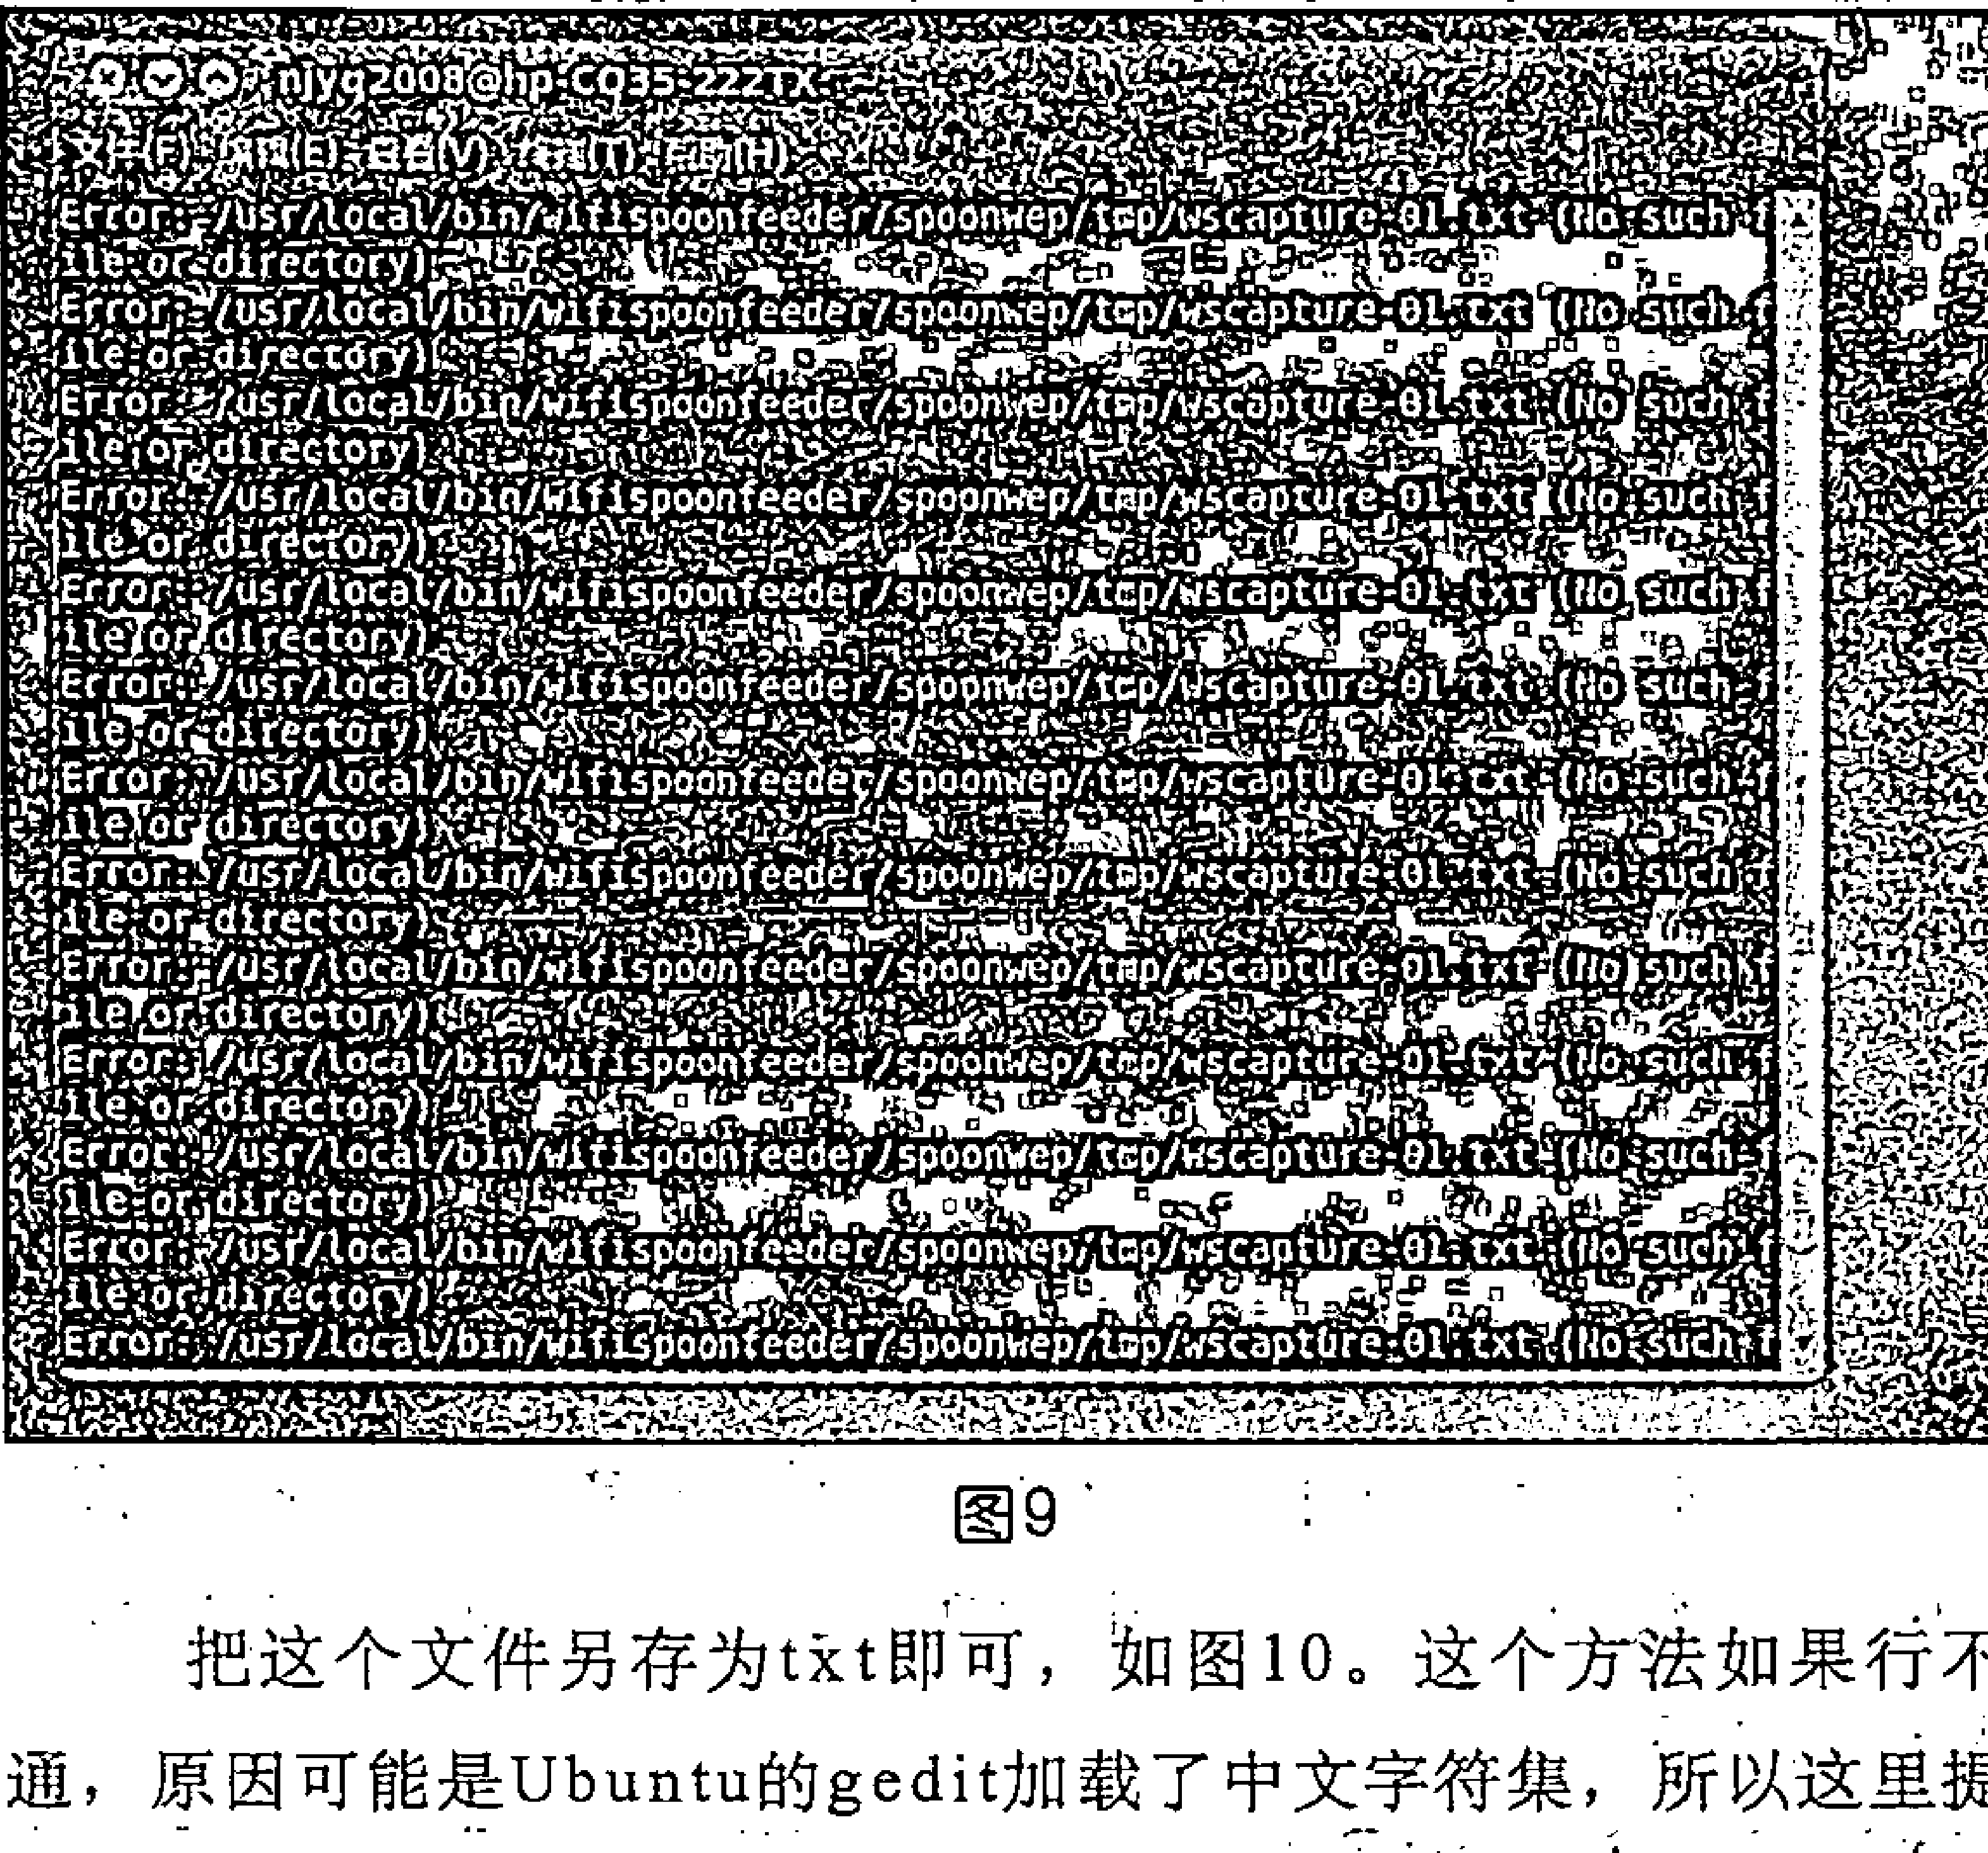 njyg2008@hp-CQ35-222TX
文件(F) 编辑(E) 查看(V) 终端(T) 帮助(H)
Error: /usr/local/bin/wifispoonfeeder/spoonwep/tmp/wscapture-01.txt (No such f
ile or directory)
Error: /usr/local/bin/wifispoonfeeder/spoonwep/tmp/wscapture-01.txt (No such f
ile or directory)
Error: /usr/local/bin/wifispoonfeeder/spoonwep/tmp/wscapture-01.txt (No such f
ile or directory)
Error: /usr/local/bin/wifispoonfeeder/spoonwep/tmp/wscapture-01.txt (No such f
ile or directory)
Error: /usr/local/bin/wifispoonfeeder/spoonwep/tmp/wscapture-01.txt (No such f
ile or directory)
Error: /usr/local/bin/wifispoonfeeder/spoonwep/tmp/wscapture-01.txt (No such f
ile or directory)
Error: /usr/local/bin/wifispoonfeeder/spoonwep/tmp/wscapture-01.txt (No such f
ile or directory)
Error: /usr/local/bin/wifispoonfeeder/spoonwep/tmp/wscapture-01.txt (No such f
ile or directory)
Error: /usr/local/bin/wifispoonfeeder/spoonwep/tmp/wscapture-01.txt (No such f
ile or directory)
Error: /usr/local/bin/wifispoonfeeder/spoonwep/tmp/wscapture-01.txt (No such f
ile or directory)
Error: /usr/local/bin/wifispoonfeeder/spoonwep/tmp/wscapture-01.txt (No such f
ile or directory)
Error: /usr/local/bin/wifispoonfeeder/spoonwep/tmp/wscapture-01.txt (No such f
ile or directory)
Error: /usr/local/bin/wifispoonfeeder/spoonwep/tmp/wscapture-01.txt (No such f
图9
把这个文件另存为txt即可，如图10。这个方法如果行不
通，原因可能是Ubuntu的gedit加载了中文字符集，所以这里提